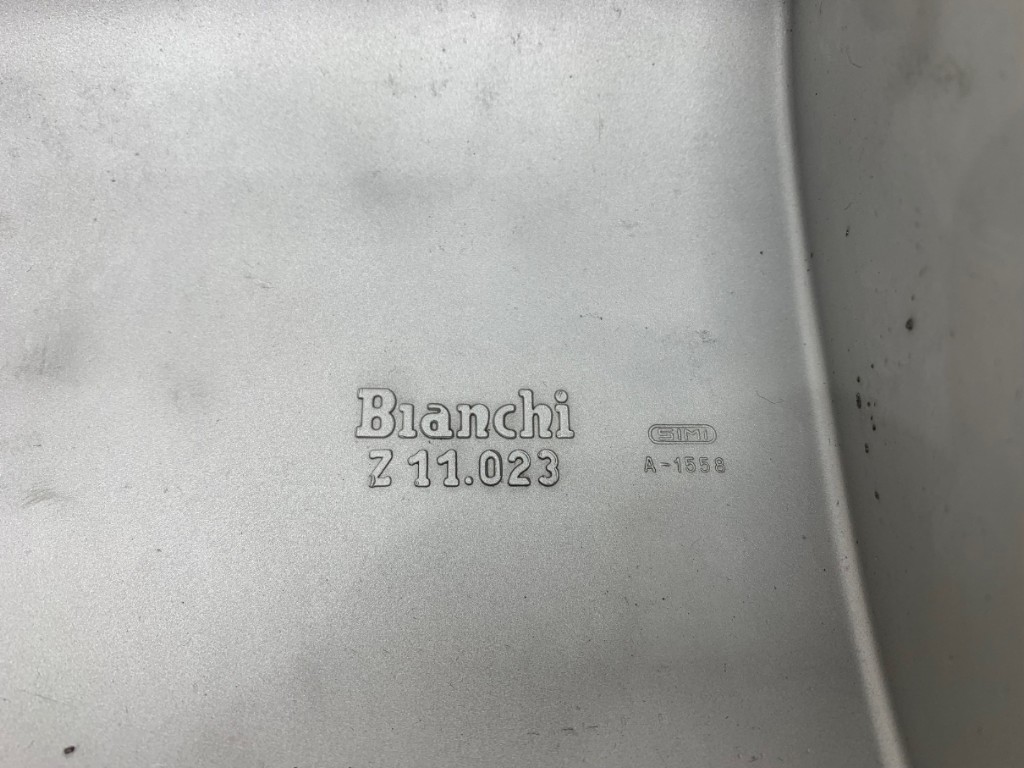 Bianchi
Z 11.023
SIMI
A-1558